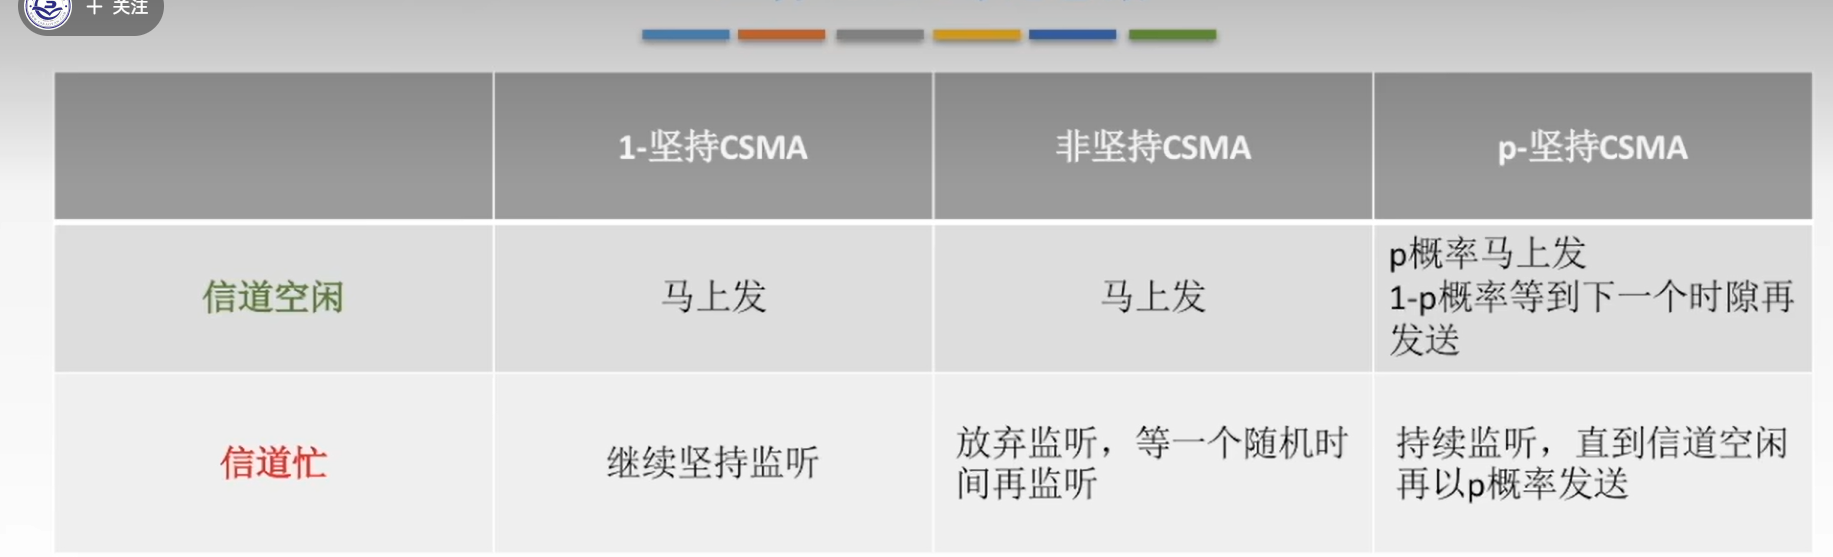 + 关注
1-坚持CSMA
非坚持CSMA
p-坚持CSMA
信道空闲
马上发
马上发
p概率马上发
1-p概率等到下一个时隙再
发送
信道忙
继续坚持监听
放弃监听，等一个随机时
间再监听
持续监听，直到信道空闲
再以p概率发送